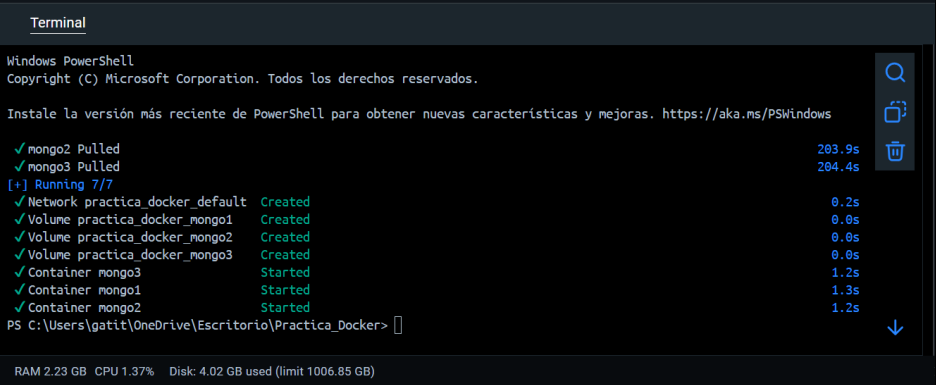 Terminal
Windows PowerShell
Copyright (C) Microsoft Corporation. Todos los derechos reservados.
Instale la versión más reciente de PowerShell para obtener nuevas características y mejoras. https://aka.ms/PSWindows
✓ mongo2 Pulled 203.9s
✓ mongo3 Pulled 204.4s
[+] Running 7/7
✓ Network practica_docker_default Created 0.2s
✓ Volume practica_docker_mongo1 Created 0.0s
✓ Volume practica_docker_mongo2 Created 0.0s
✓ Volume practica_docker_mongo3 Created 0.0s
✓ Container mongo3 Started 1.2s
✓ Container mongo1 Started 1.3s
✓ Container mongo2 Started 1.2s
PS C:\Users\gatit\OneDrive\Escritorio\Practica_Docker>
RAM 2.23 GB CPU 1.37% Disk: 4.02 GB used (limit 1006.85 GB)